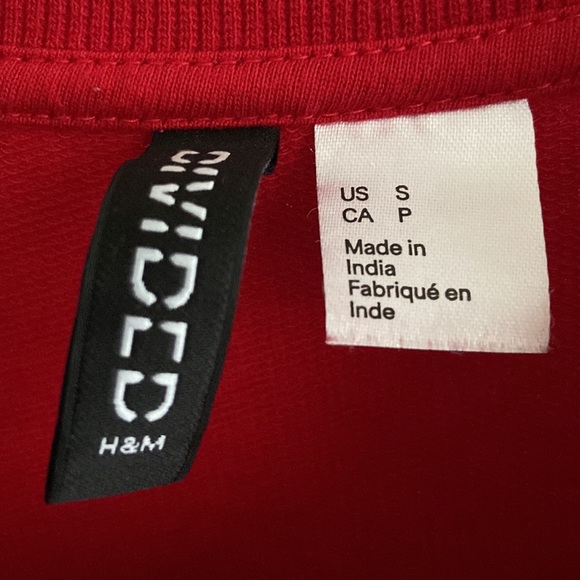 DIVIDED
H&M
US S
CA P
Made in
India
Fabriqué en
Inde